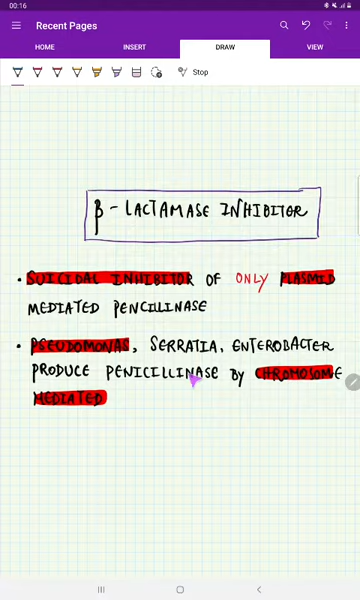 00:16
Recent Pages
HOME INSERT DRAW VIEW
Stop
β - LACTAMASE INHIBITOR
• SUICIDAL INHIBITOR OF ONLY PLASMID
MEDIATED PENCILLINASE
• PSEUDOMONAS, SERRATIA, ENTEROBACTER
PRODUCE PENICILLINASE BY CHROMOSOME
MEDIATED